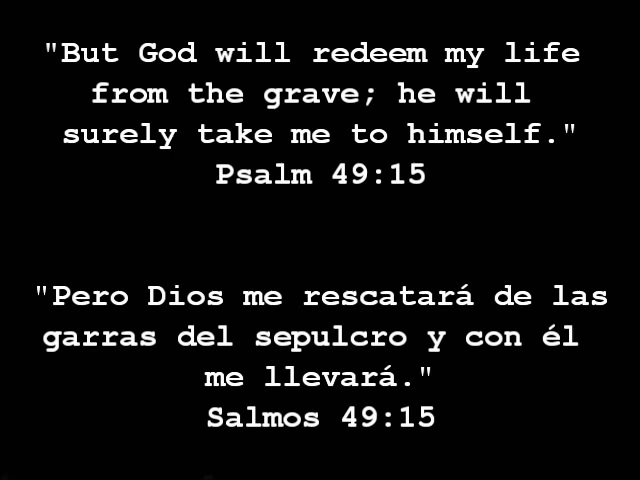 "But God will redeem my life
from the grave; he will
surely take me to himself."
Psalm 49:15
"Pero Dios me rescatará de las
garras del sepulcro y con él
me llevará."
Salmos 49:15